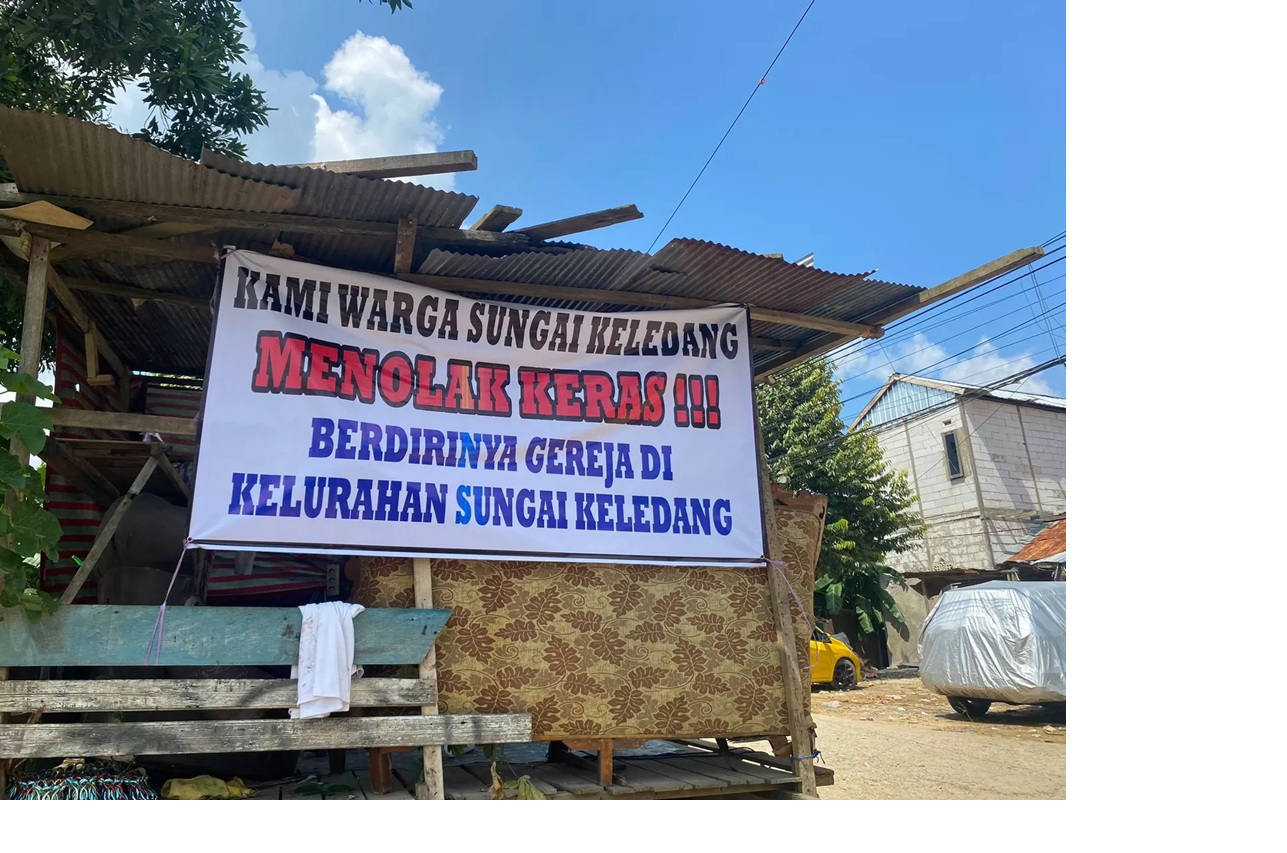 KAMI WARGA SUNGAI KELEDANG
MENOLAK KERAS !!!
BERDIRINYA GEREJA DI
KELURAHAN SUNGAI KELEDANG